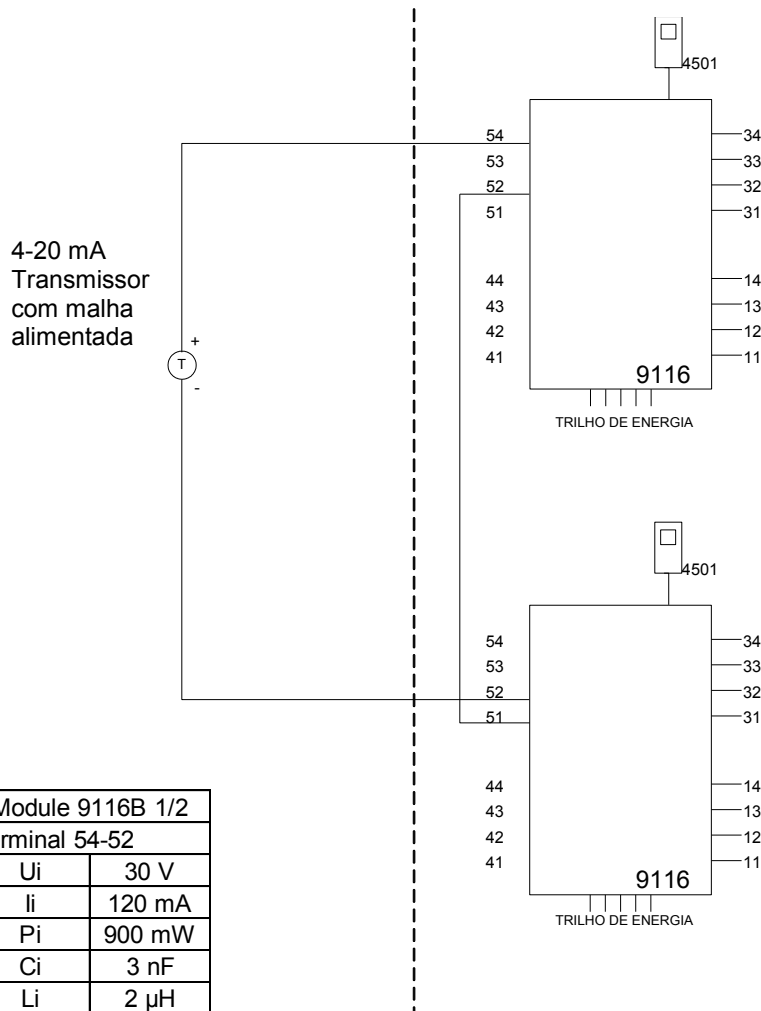 4501
54
53
52
51
44
43
42
41
34
33
32
31
14
13
12
11
9116
TRILHO DE ENERGIA
4-20 mA
Transmissor
com malha
alimentada
+
T
-
4501
54
53
52
51
44
43
42
41
34
33
32
31
14
13
12
11
9116
TRILHO DE ENERGIA
Module 9116B 1/2
rminal 54-52
Ui 30 V
Ii 120 mA
Pi 900 mW
Ci 3 nF
Li 2 µH